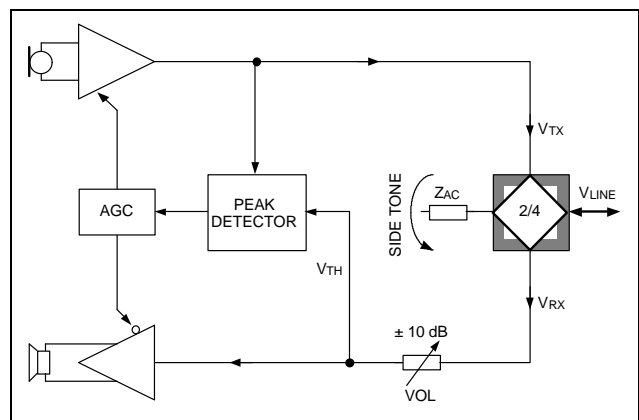 VTX
SIDE TONE
ZAC
2/4
VLINE
AGC
PEAK
DETECTOR
VTH
VRX
± 10 dB
VOL